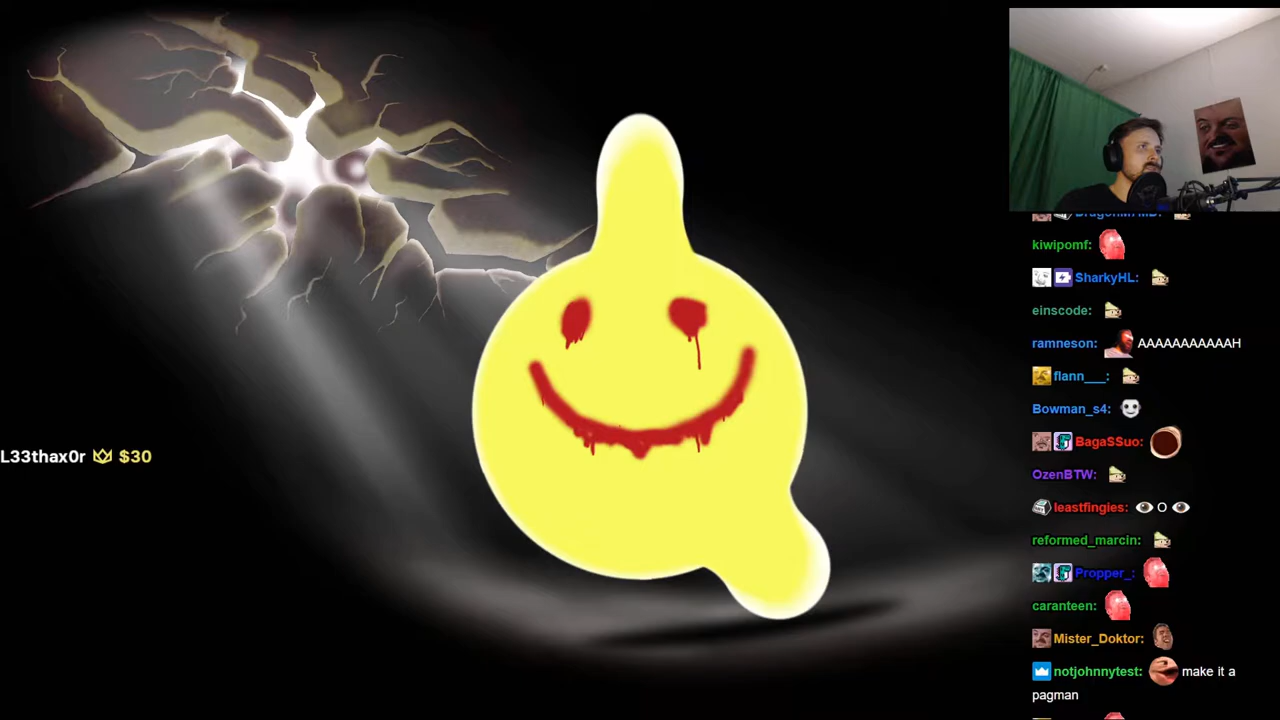 kiwipomf:
SharkyHL:
einscode:
ramneson: AAAAAAAAAAAH
flann___:
Bowman_s4:
BagaSSuo:
OzenBTW:
leastfingies: O
reformed_marcin:
Propper_:
caranteen:
Mister_Doktor:
notjohnnytest: make it a
pagman
L33thax0r $30